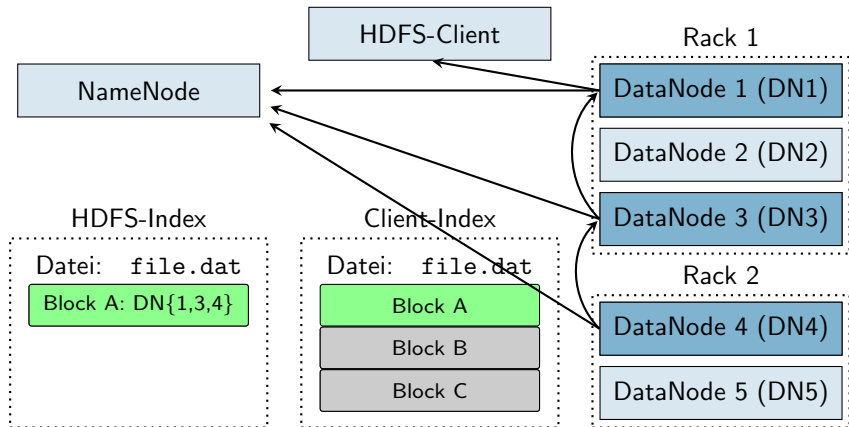 HDFS-Client
NameNode
Rack 1
DataNode 1 (DN1)
DataNode 2 (DN2)
DataNode 3 (DN3)
HDFS-Index
Datei: file.dat
Block A: DN{1,3,4}
Client-Index
Datei: file.dat
Block A
Block B
Block C
Rack 2
DataNode 4 (DN4)
DataNode 5 (DN5)